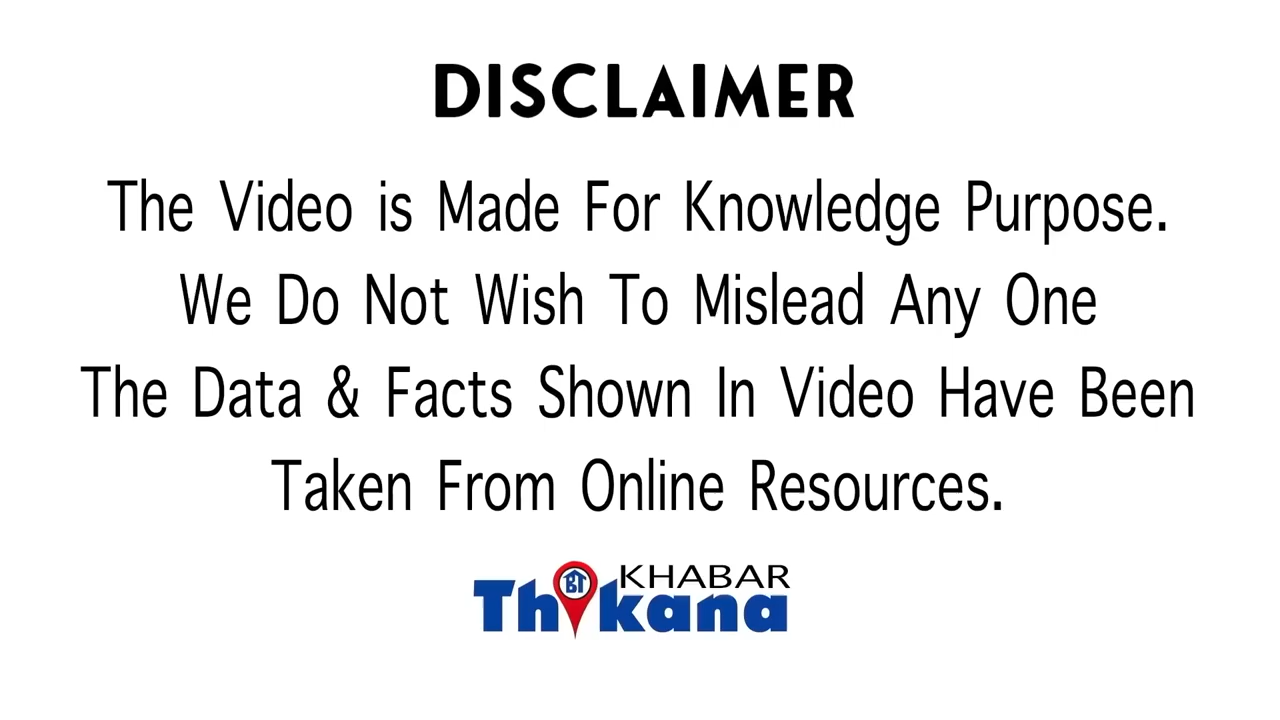 DISCLAIMER
The Video is Made For Knowledge Purpose.
We Do Not Wish To Mislead Any One
The Data & Facts Shown In Video Have Been
Taken From Online Resources.
KHABAR
BT
Thikana